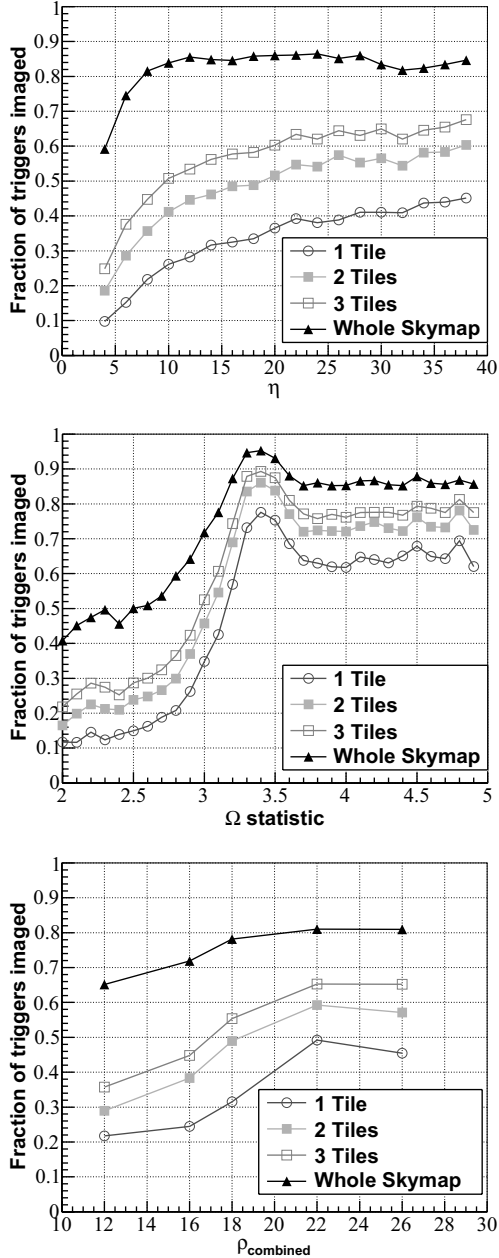 Fraction of triggers imaged
1
0.9
0.8
0.7
0.6
0.5
0.4
0.3
0.2
0.1
0
0 5 10 15 20 25 30 35 40
η
1 Tile
2 Tiles
3 Tiles
Whole Skymap
Fraction of triggers imaged
1
0.9
0.8
0.7
0.6
0.5
0.4
0.3
0.2
0.1
0
2 2.5 3 3.5 4 4.5 5
Ω statistic
1 Tile
2 Tiles
3 Tiles
Whole Skymap
Fraction of triggers imaged
1
0.9
0.8
0.7
0.6
0.5
0.4
0.3
0.2
0.1
0
10 12 14 16 18 20 22 24 26 28 30
ρcombined
1 Tile
2 Tiles
3 Tiles
Whole Skymap